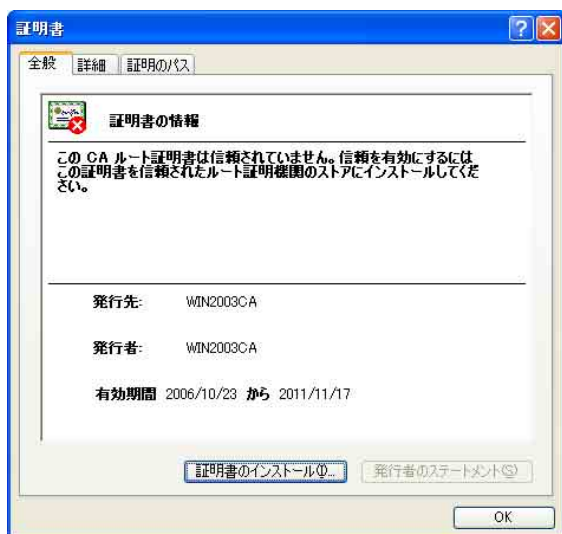 証明書
全般 詳細 証明のパス
証明書の情報
この CA ルート証明書は信頼されていません。信頼を有効にするには
この証明書を信頼されたルート証明機関のストアにインストールしてくだ
さい。
発行先: WIN2003CA
発行者: WIN2003CA
有効期間 2006/10/23 から 2011/11/17
証明書のインストール(I)... 発行者のステートメント(S)
OK